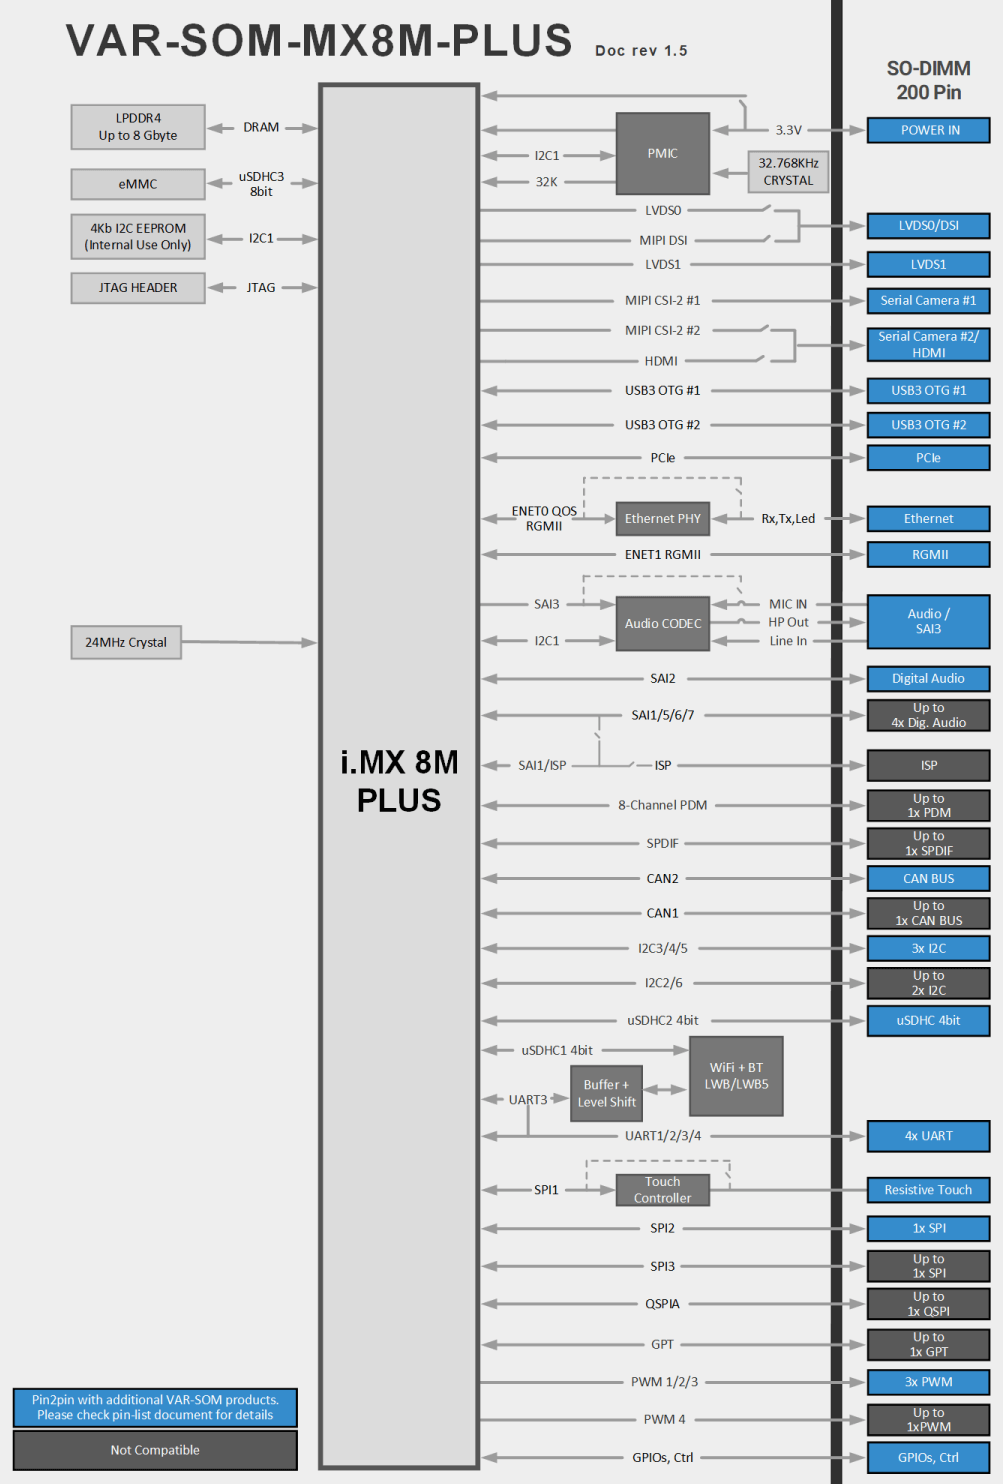 VAR-SOM-MX8M-PLUS Doc rev 1.5
SO-DIMM
200 Pin
LPDDR4
Up to 8 Gbyte
DRAM
eMMC
uSDHC3
8bit
4Kb I2C EEPROM
(Internal Use Only)
I2C1
JTAG HEADER
JTAG
24MHz Crystal
i.MX 8M
PLUS
PMIC
3.3V
POWER IN
I2C1
32K
32.768KHz
CRYSTAL
LVDS0
MIPI DSI
LVDS0/DSI
LVDS1
LVDS1
MIPI CSI-2 #1
Serial Camera #1
MIPI CSI-2 #2
HDMI
Serial Camera #2/
HDMI
USB3 OTG #1
USB3 OTG #1
USB3 OTG #2
USB3 OTG #2
PCIe
PCIe
ENET0 QOS
RGMII
Ethernet PHY
Rx,Tx,Led
Ethernet
ENET1 RGMII
RGMII
SAI3
I2C1
Audio CODEC
MIC IN
HP Out
Line In
Audio /
SAI3
SAI2
Digital Audio
SAI1/5/6/7
Up to
4x Dig. Audio
SAI1/ISP
ISP
ISP
8-Channel PDM
Up to
1x PDM
SPDIF
Up to
1x SPDIF
CAN2
CAN BUS
CAN1
Up to
1x CAN BUS
I2C3/4/5
3x I2C
I2C2/6
Up to
2x I2C
uSDHC2 4bit
uSDHC 4bit
uSDHC1 4bit
WiFi + BT
LWB/LWB5
Buffer +
Level Shift
UART3
UART1/2/3/4
4x UART
SPI1
Touch
Controller
Resistive Touch
SPI2
1x SPI
SPI3
Up to
1x SPI
QSPIA
Up to
1x QSPI
GPT
Up to
1x GPT
PWM 1/2/3
3x PWM
PWM 4
Up to
1xPWM
GPIOs, Ctrl
GPIOs, Ctrl
Pin2pin with additional VAR-SOM products.
Please check pin-list document for details
Not Compatible